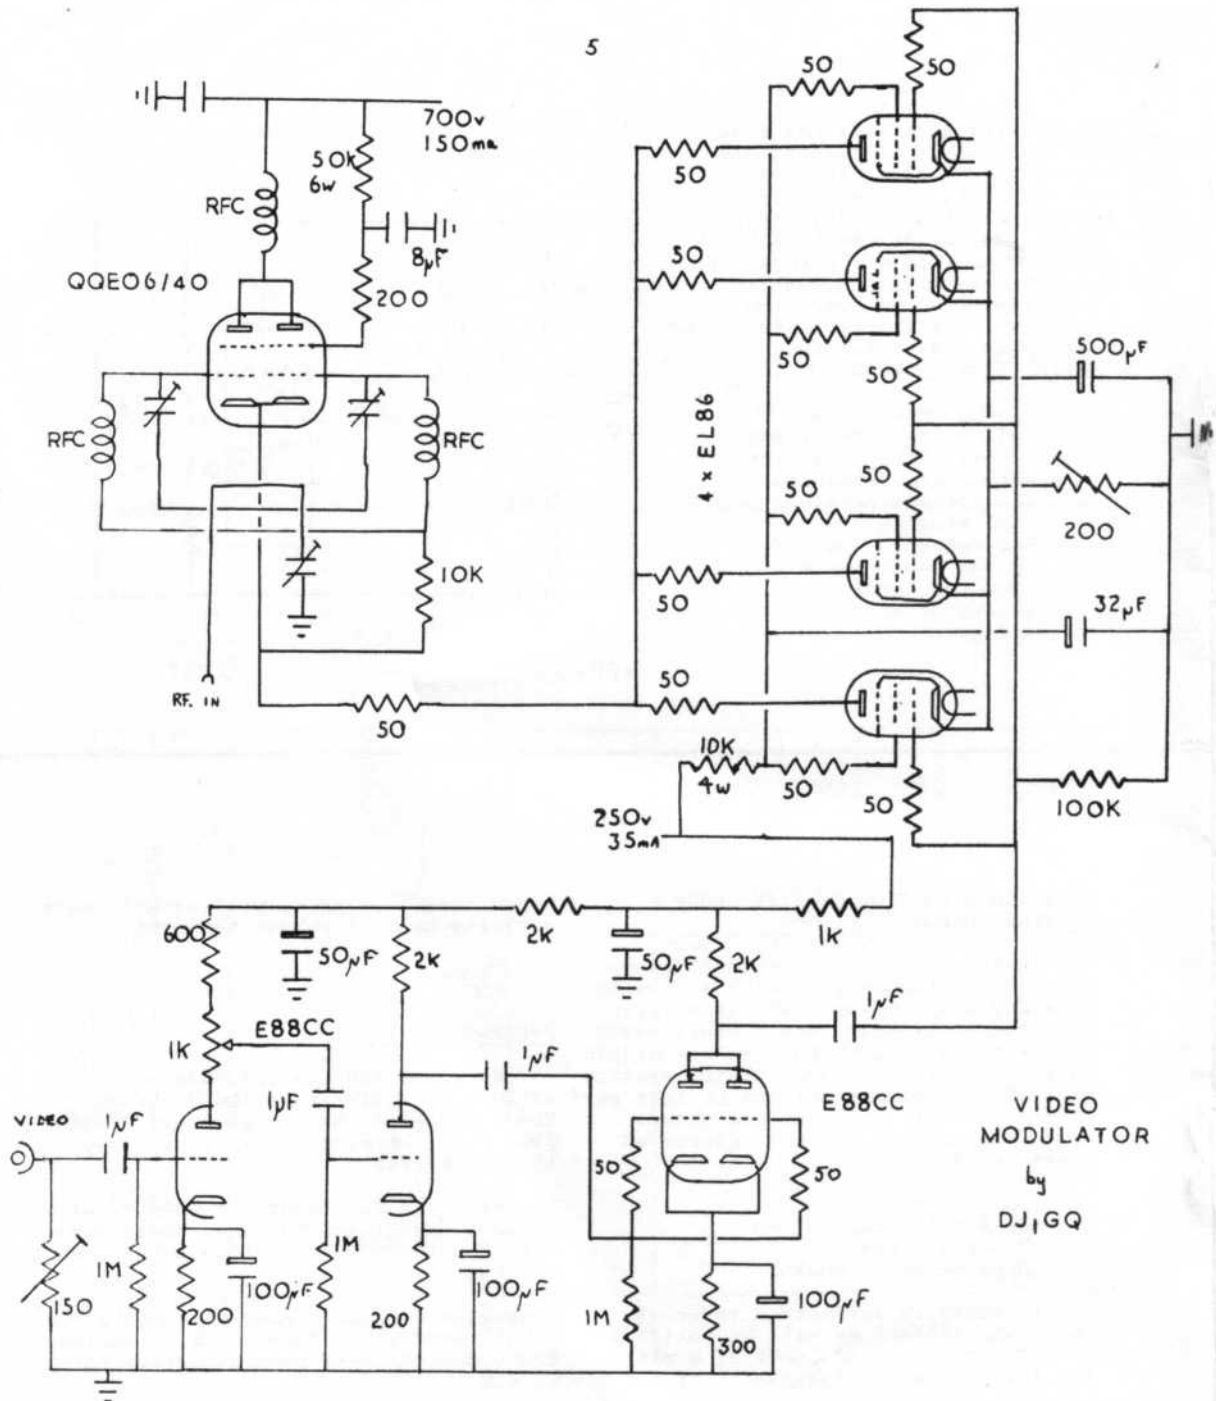 5
50
50
700v
150ma
50K
6w
50
RFC
8µF
50
QQE06/40
200
50
50
500µF
RFC
RFC
4 x EL86
50
50
200
10K
50
32µF
RF. IN
50
50
10K
4w
50
50
100K
250v
35mA
600
50µF
2K
2K
50µF
2K
1K
1µF
E88CC
1K
1µF
1µF
E88CC
VIDEO
1µF
50
50
VIDEO
MODULATOR
by
DJ1GQ
150
1M
200
100µF
1M
200
100µF
1M
300
100µF